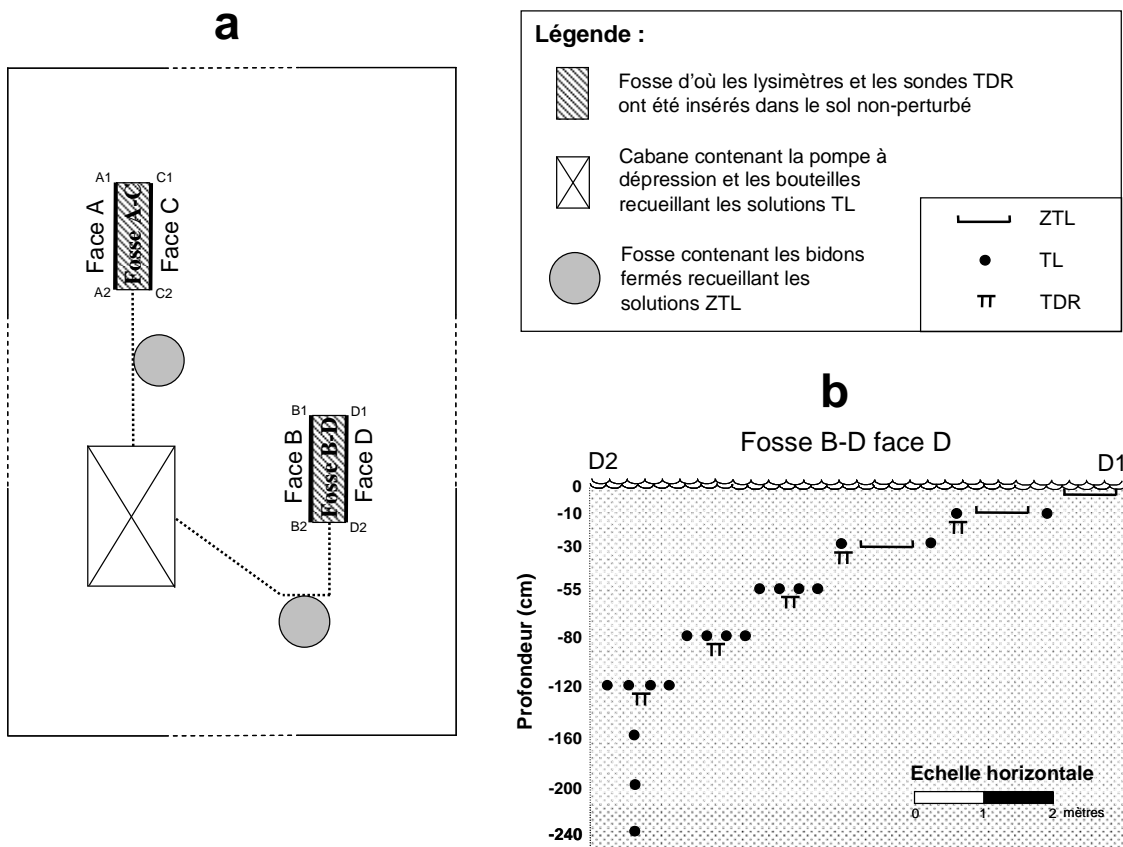 a
A1
C1
Face A
Fosse A-C
Face C
A2
C2
B1
D1
Face B
Fosse B-D
Face D
B2
D2
Légende :
Fosse d'où les lysimètres et les sondes TDR
ont été insérés dans le sol non-perturbé
Cabane contenant la pompe à
dépression et les bouteilles
recueillant les solutions TL
Fosse contenant les bidons
fermés recueillant les
solutions ZTL
ZTL
TL
TDR
b
Fosse B-D face D
D2
D1
Profondeur (cm)
0
-10
-30
-55
-80
-120
-160
-200
-240
Echelle horizontale
0 1 2 mètres